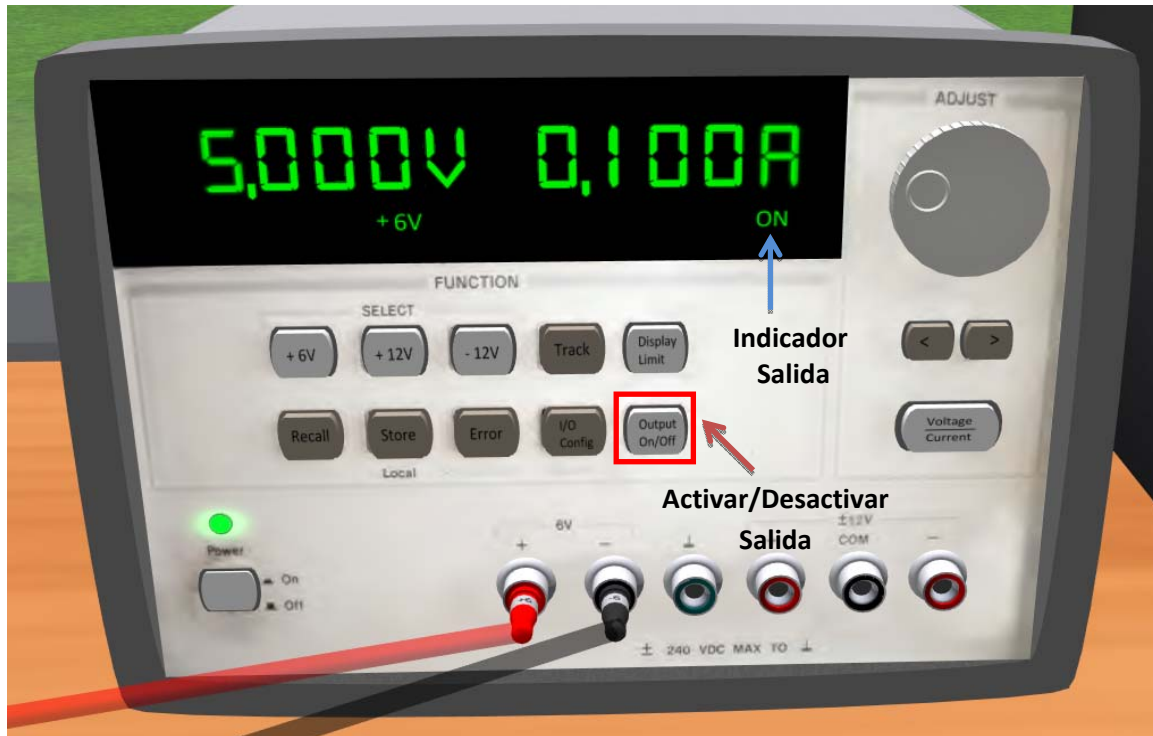 ADJUST
5,000V 0,100A
+ 6V
ON
FUNCTION
SELECT
+ 6V
+ 12V
- 12V
Track
Display
Limit
Indicador
Salida
<
>
Recall
Store
Error
I/O
Config
Output
On/Off
Voltage
Current
Local
Activar/Desactivar
Salida
Power
On
Off
6V
+
-
±12V
COM
-
+6
-6
± 240 VDC MAX TO ⏊